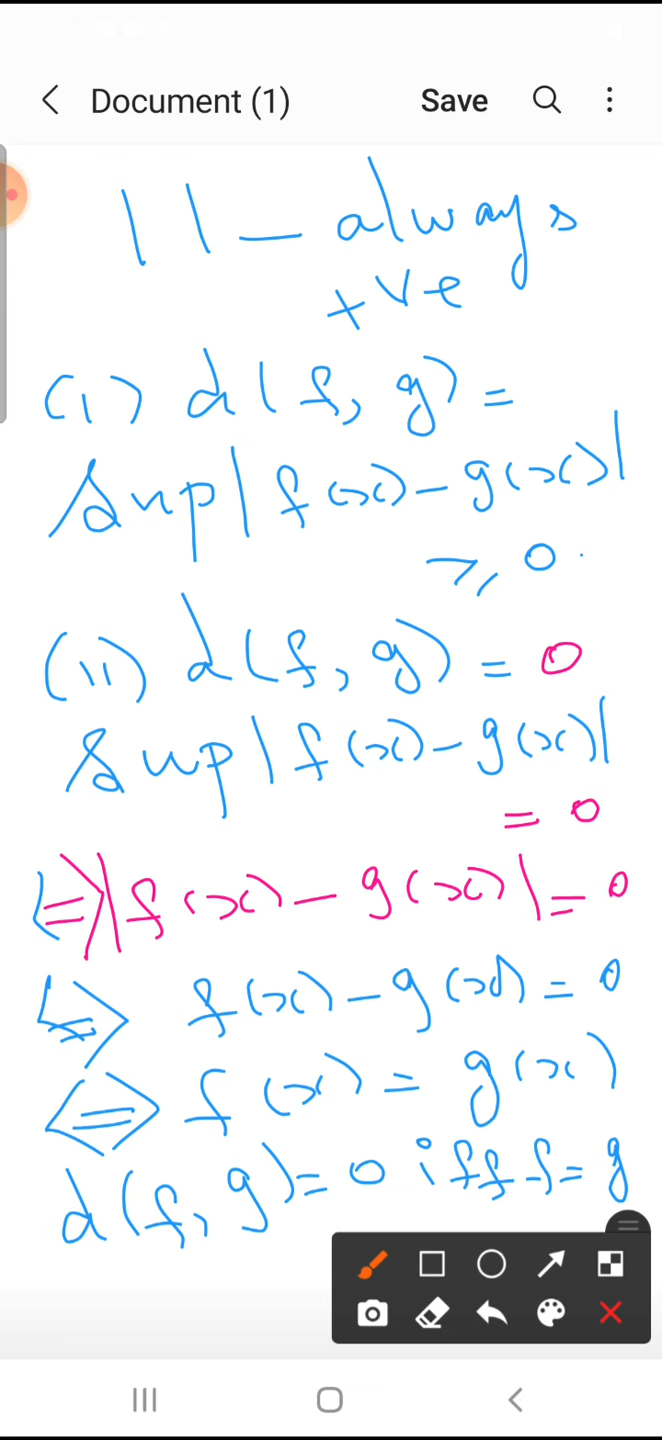 Document (1) Save
| | — always
+ve
(i) d(f, g) =
Sup|f(x) - g(x)|
≥ 0.
(ii) d(f, g) = 0
Sup|f(x) - g(x)|
= 0
⇔ |f(x) - g(x)| = 0
⇔ f(x) - g(x) = 0
⇔ f(x) = g(x)
d(f, g) = 0 iff f = g